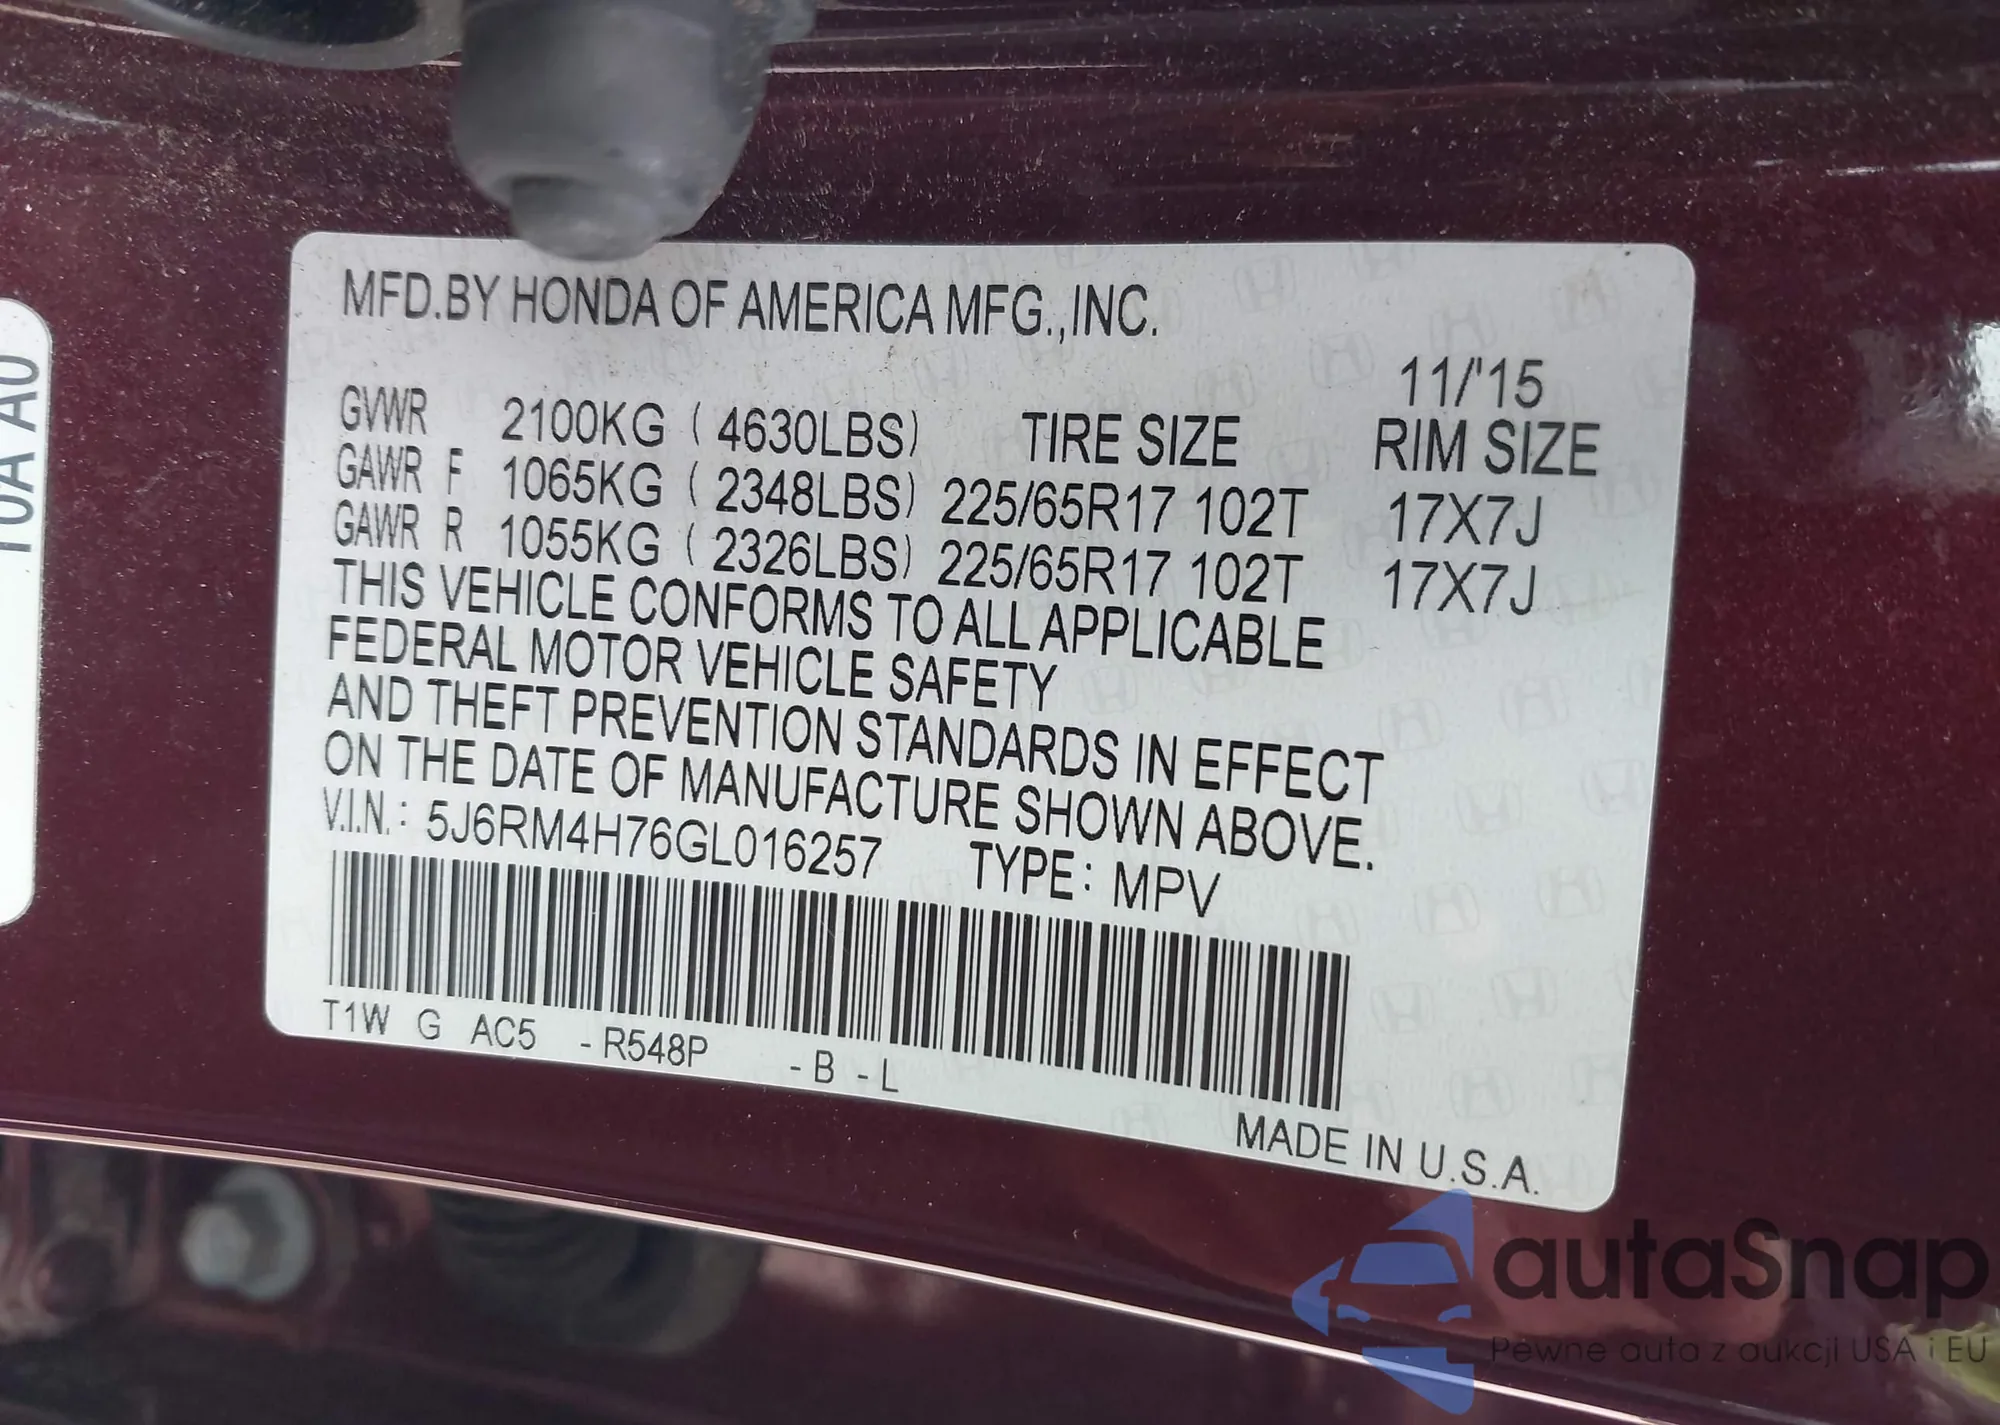 MFD.BY HONDA OF AMERICA MFG.,INC.
11/'15
GVWR 2100KG ( 4630LBS) TIRE SIZE RIM SIZE
GAWR F 1065KG ( 2348LBS) 225/65R17 102T 17X7J
GAWR R 1055KG ( 2326LBS) 225/65R17 102T 17X7J
THIS VEHICLE CONFORMS TO ALL APPLICABLE
FEDERAL MOTOR VEHICLE SAFETY
AND THEFT PREVENTION STANDARDS IN EFFECT
ON THE DATE OF MANUFACTURE SHOWN ABOVE.
V.I.N.: 5J6RM4H76GL016257 TYPE: MPV
T1W G AC5 -R548P -B -L
MADE IN U.S.A.
T0A A0
autaSnap
Pewne auta z aukcji USA i EU